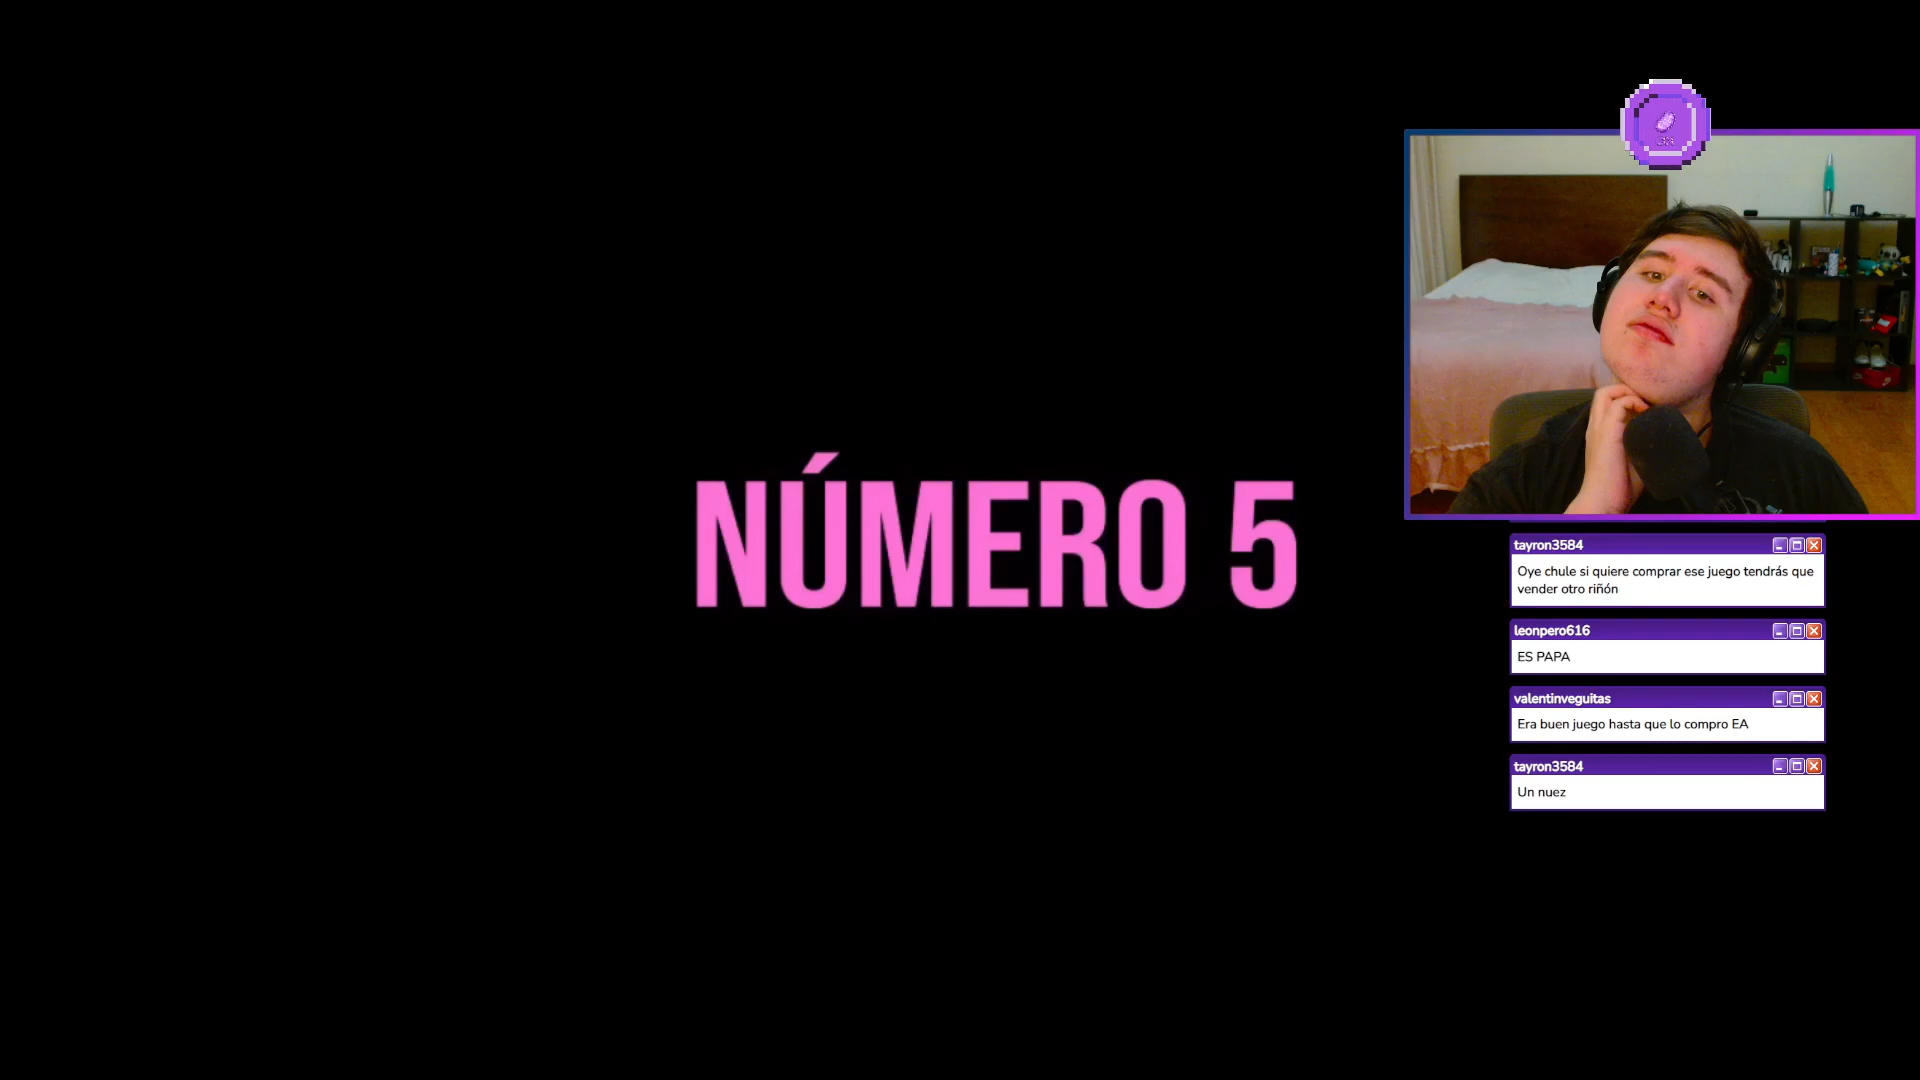 NÚMERO 5
tayron3584
Oye chule si quiere comprar ese juego tendrás que
vender otro riñón
leonpero616
ES PAPA
valentinveguitas
Era buen juego hasta que lo compro EA
tayron3584
Un nuez